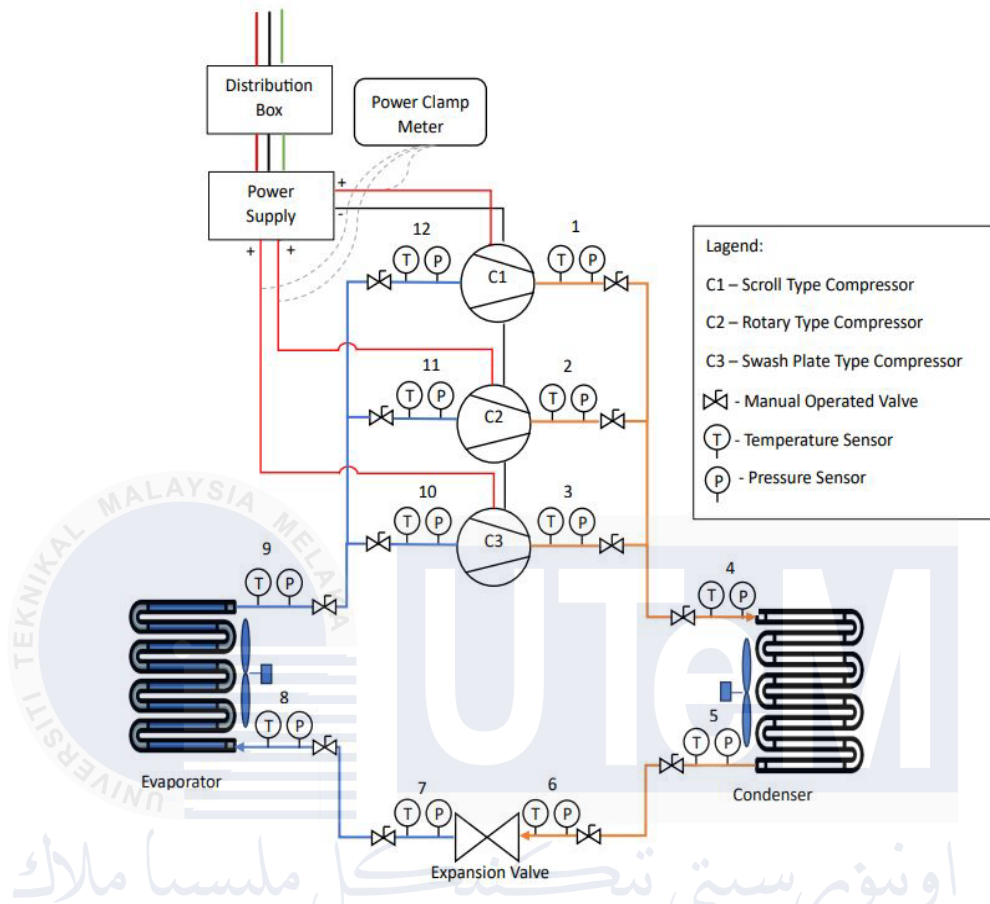 Distribution
Box
Power Clamp
Meter
Power
Supply
+
-
+
+
12
1
T
P
C1
T
P
11
2
T
P
C2
T
P
10
3
T
P
C3
T
P
Lagend:
C1 – Scroll Type Compressor
C2 – Rotary Type Compressor
C3 – Swash Plate Type Compressor
- Manual Operated Valve
T - Temperature Sensor
P - Pressure Sensor
9
T
P
4
T
P
8
T
P
5
T
P
Evaporator
Condenser
7
T
P
6
T
P
Expansion Valve
UNIVERSITI TEKNIKAL MALAYSIA MELAKA
UTeM
اونيۏرسيتي تيكنيكل مليسيا ملاك